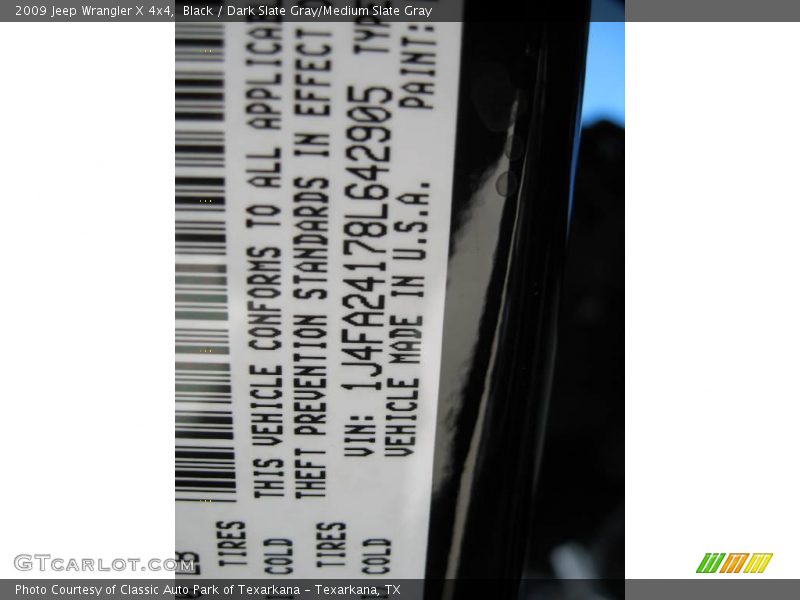 2009 Jeep Wrangler X 4x4, Black / Dark Slate Gray/Medium Slate Gray
THIS VEHICLE CONFORMS TO ALL
THEFT PREVENTION STANDARDS IN EFFECT
VIN: 1J4FA24178L642905 TYPE
VEHICLE MADE IN U.S.A. PAINT:
LB
TIRES
COLD
TIRES
COLD
GTCARLOT.COM
Photo Courtesy of Classic Auto Park of Texarkana - Texarkana, TX